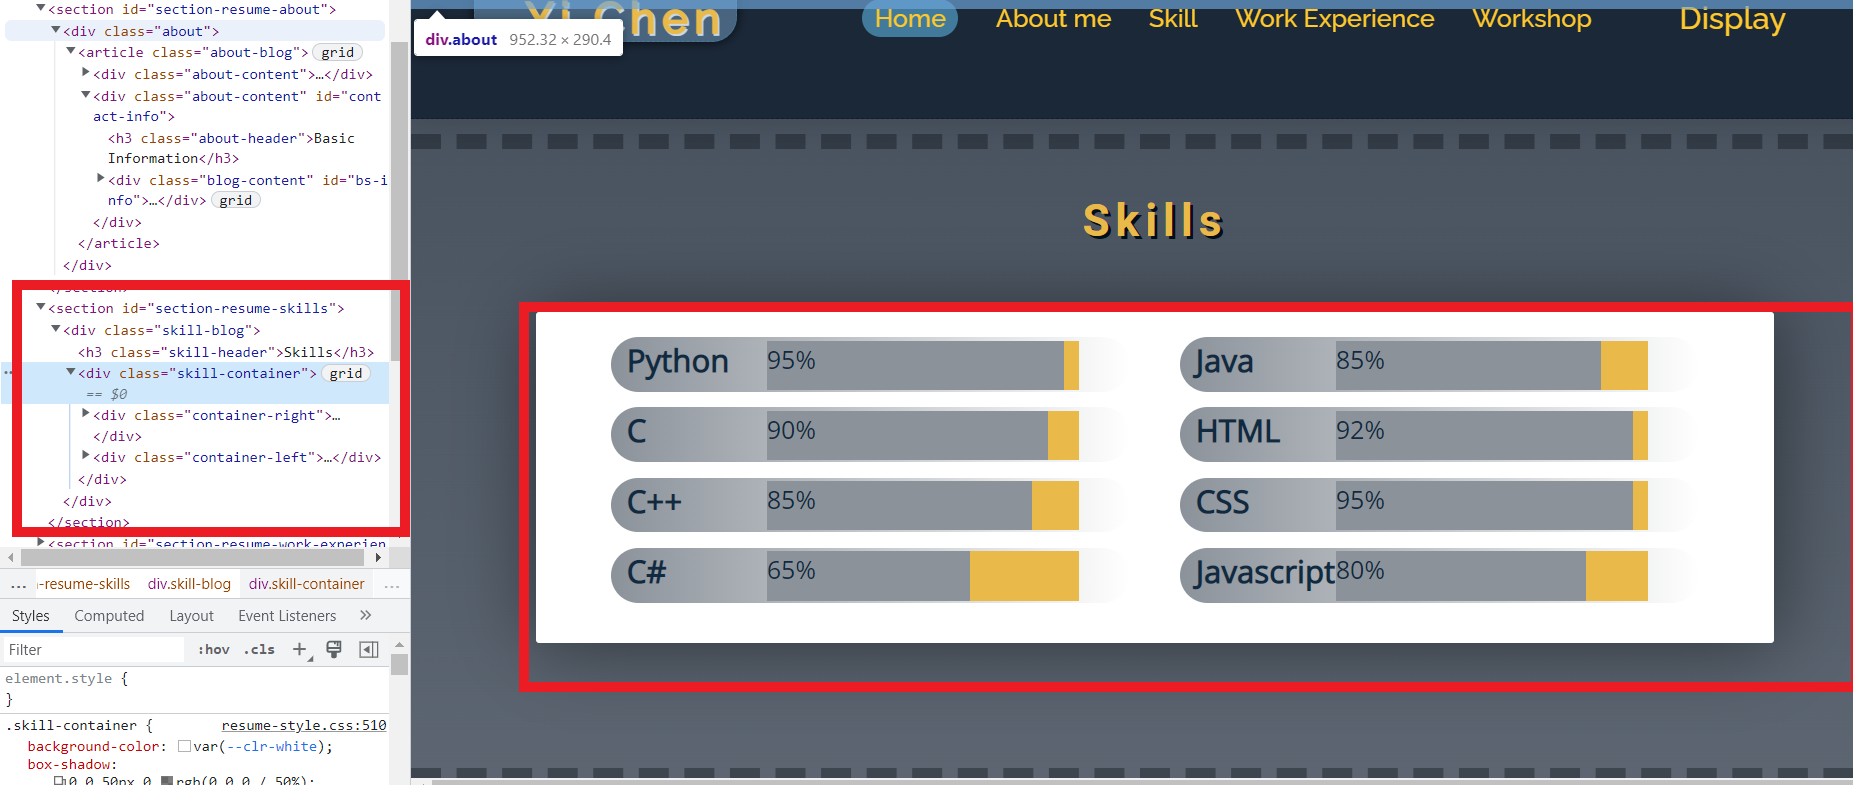 <section id="section-resume-about">
<div class="about">
<article class="about-blog"> grid
<div class="about-content">…</div>
<div class="about-content" id="cont
act-info">
<h3 class="about-header">Basic
Information</h3>
<div class="blog-content" id="bs-i
nfo">…</div> grid
</div>
</article>
</div>
</section>
<section id="section-resume-skills">
<div class="skill-blog">
<h3 class="skill-header">Skills</h3>
<div class="skill-container"> grid
== $0
<div class="container-right">…
</div>
<div class="container-left">…</div>
</div>
</div>
</section>
<section id="section-resume-work-experien
... -resume-skills div.skill-blog div.skill-container ...
Styles Computed Layout Event Listeners »
Filter :hov .cls +
element.style {
}
.skill-container { resume-style.css:510
background-color: var(--clr-white);
box-shadow:
0 0 50px 0 rgb(0 0 0 / 50%);
Yi Chen
div.about 952.32 × 290.4
Home About me Skill Work Experience Workshop Display
Skills
Python 95%
C 90%
C++ 85%
C# 65%
Java 85%
HTML 92%
CSS 95%
Javascript 80%